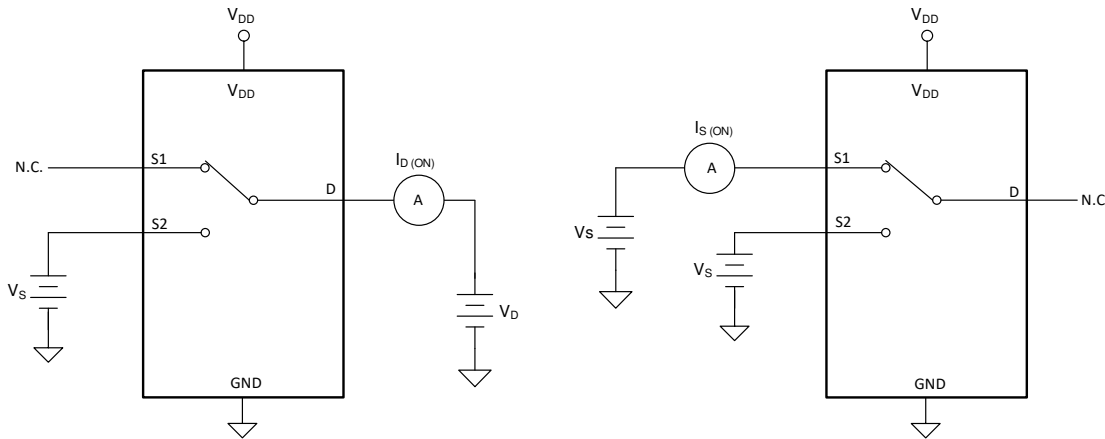 VDD
VDD
N.C.
S1
ID (ON)
A
D
S2
VS
VD
GND
VDD
VDD
IS (ON)
A
S1
D
N.C
S2
Vs
VS
GND